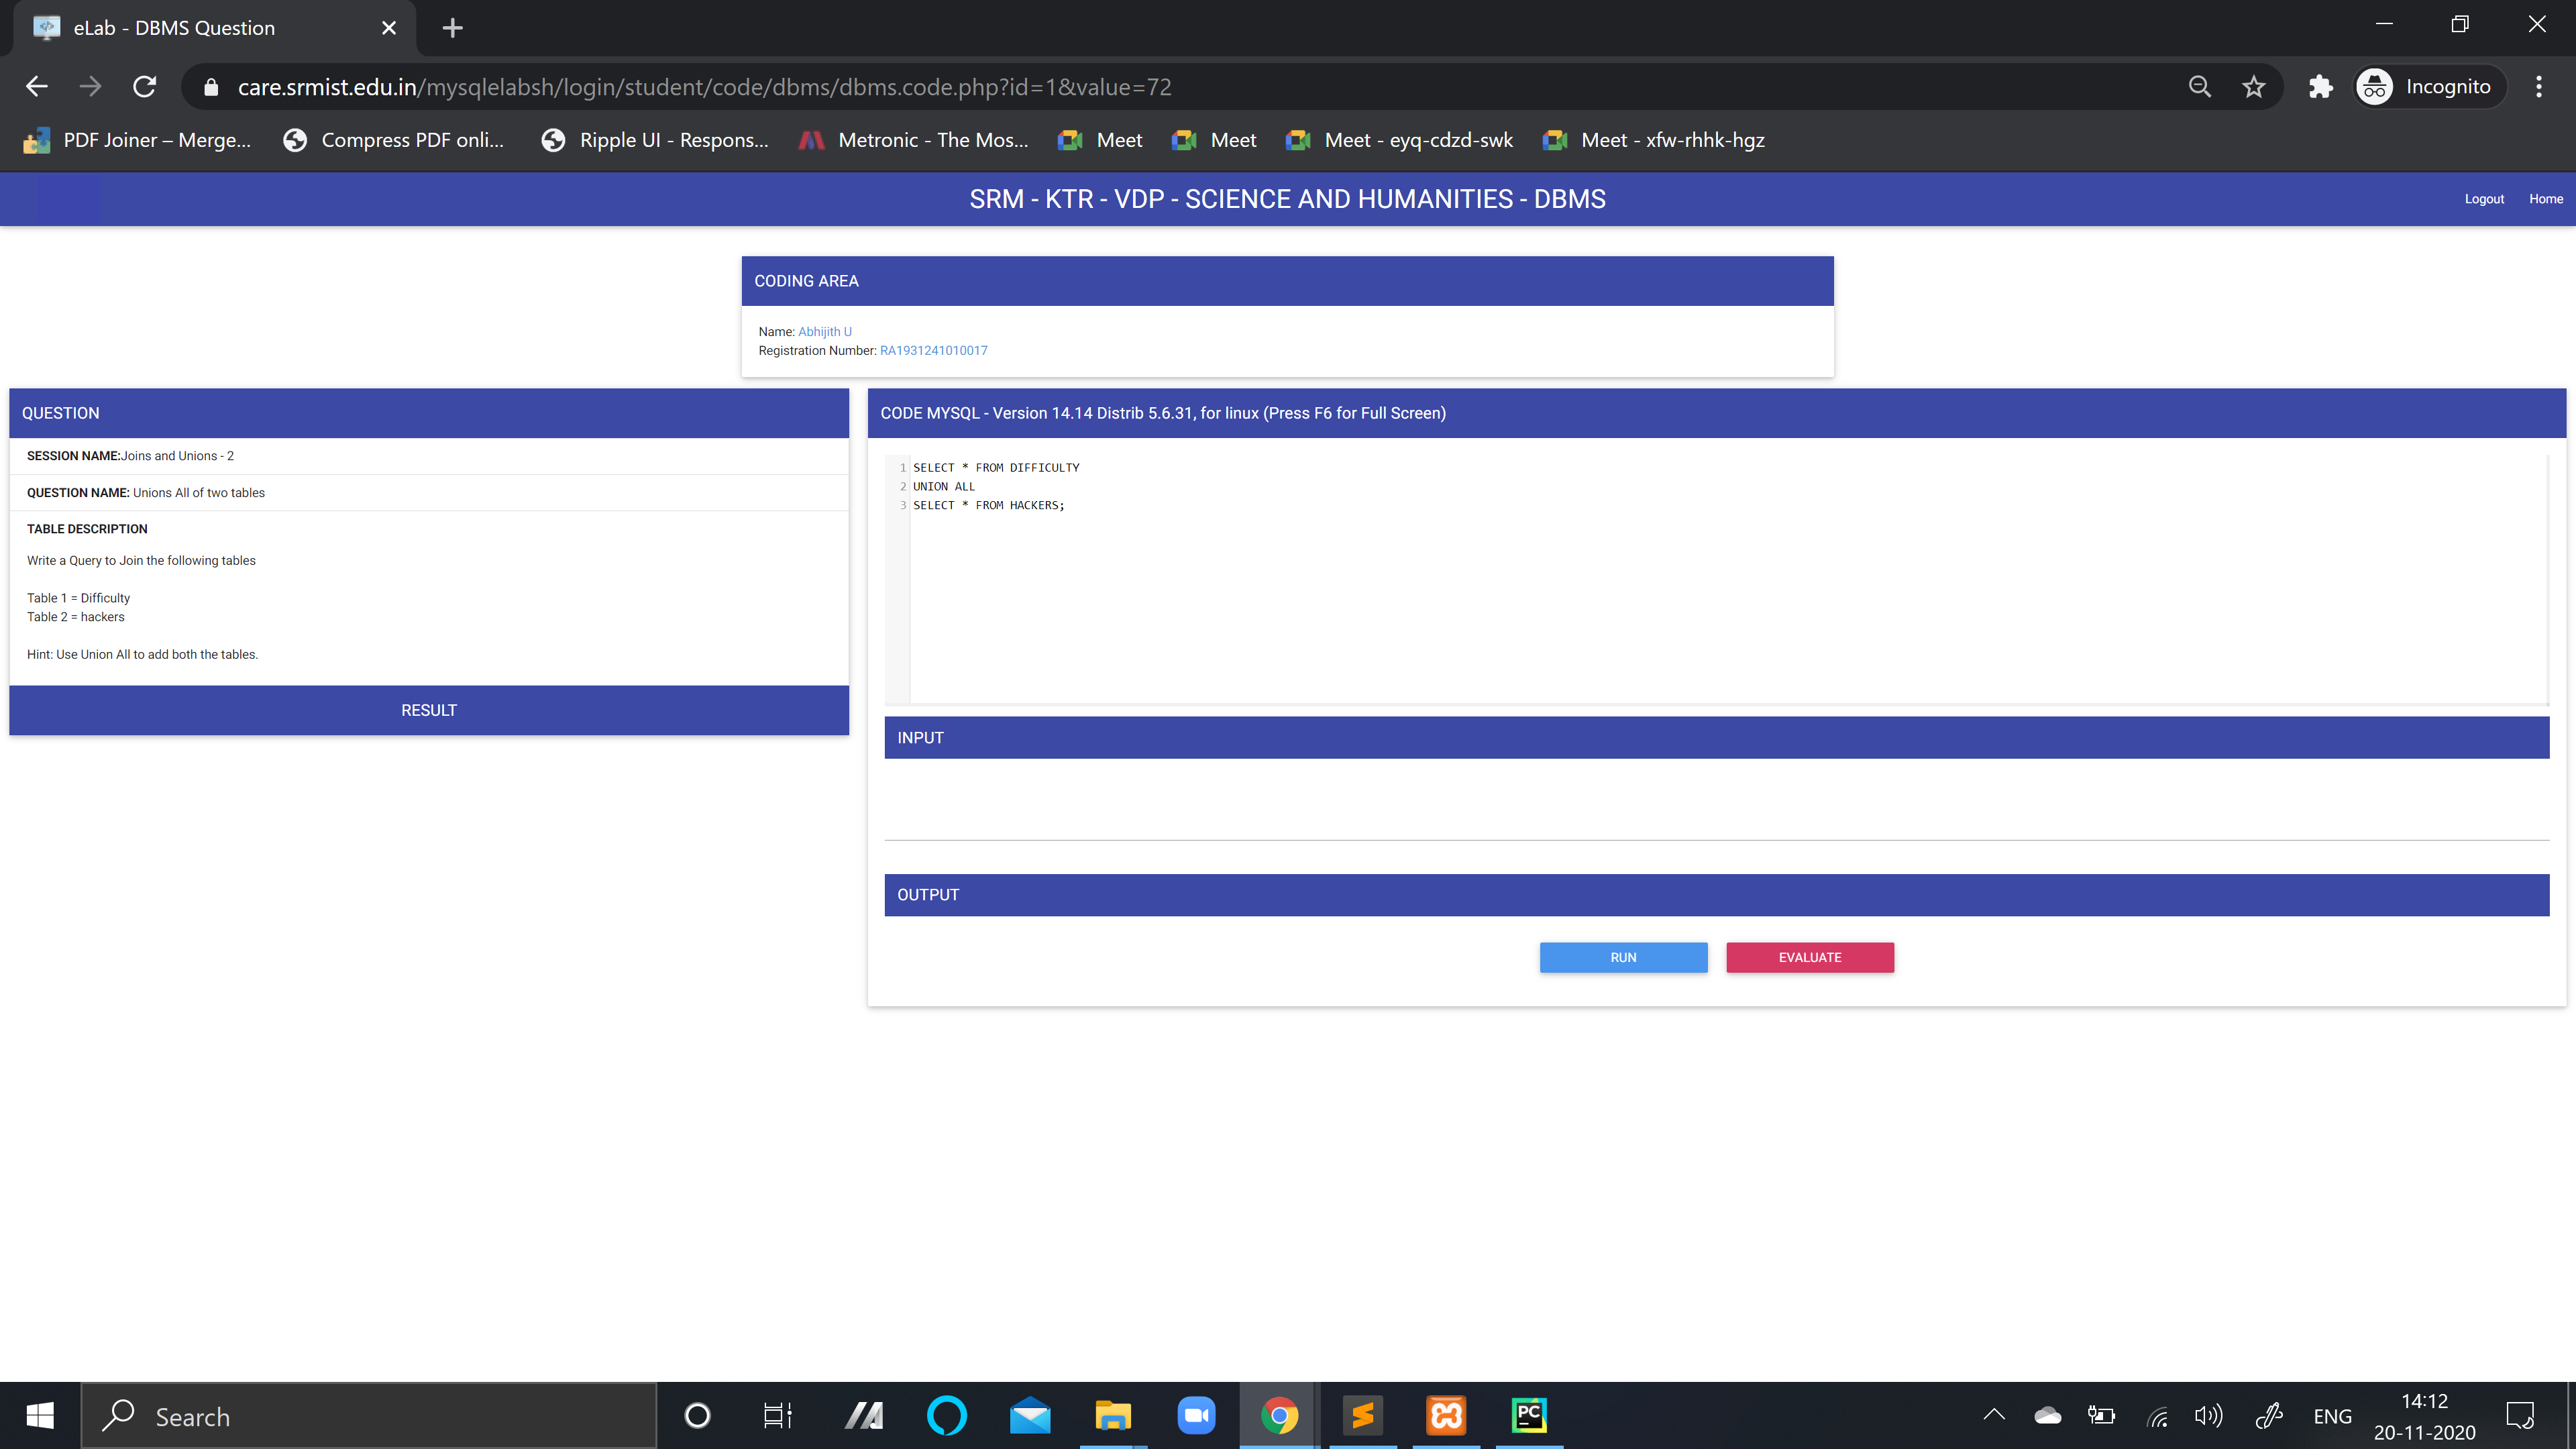 eLab - DBMS Question
care.srmist.edu.in/mysqlelabsh/login/student/code/dbms/dbms.code.php?id=1&value=72
Incognito
PDF Joiner – Merge...
Compress PDF onli...
Ripple UI - Respons...
Metronic - The Mos...
Meet
Meet
Meet - eyq-cdzd-swk
Meet - xfw-rhhk-hgz
SRM - KTR - VDP - SCIENCE AND HUMANITIES - DBMS
Logout
Home
CODING AREA
Name: Abhijith U
Registration Number: RA1931241010017
QUESTION
SESSION NAME:Joins and Unions - 2
QUESTION NAME: Unions All of two tables
TABLE DESCRIPTION
Write a Query to Join the following tables
Table 1 = Difficulty
Table 2 = hackers
Hint: Use Union All to add both the tables.
RESULT
CODE MYSQL - Version 14.14 Distrib 5.6.31, for linux (Press F6 for Full Screen)
1 SELECT * FROM DIFFICULTY
2 UNION ALL
3 SELECT * FROM HACKERS;
INPUT
OUTPUT
RUN
EVALUATE
Search
PC
ENG
14:12
20-11-2020